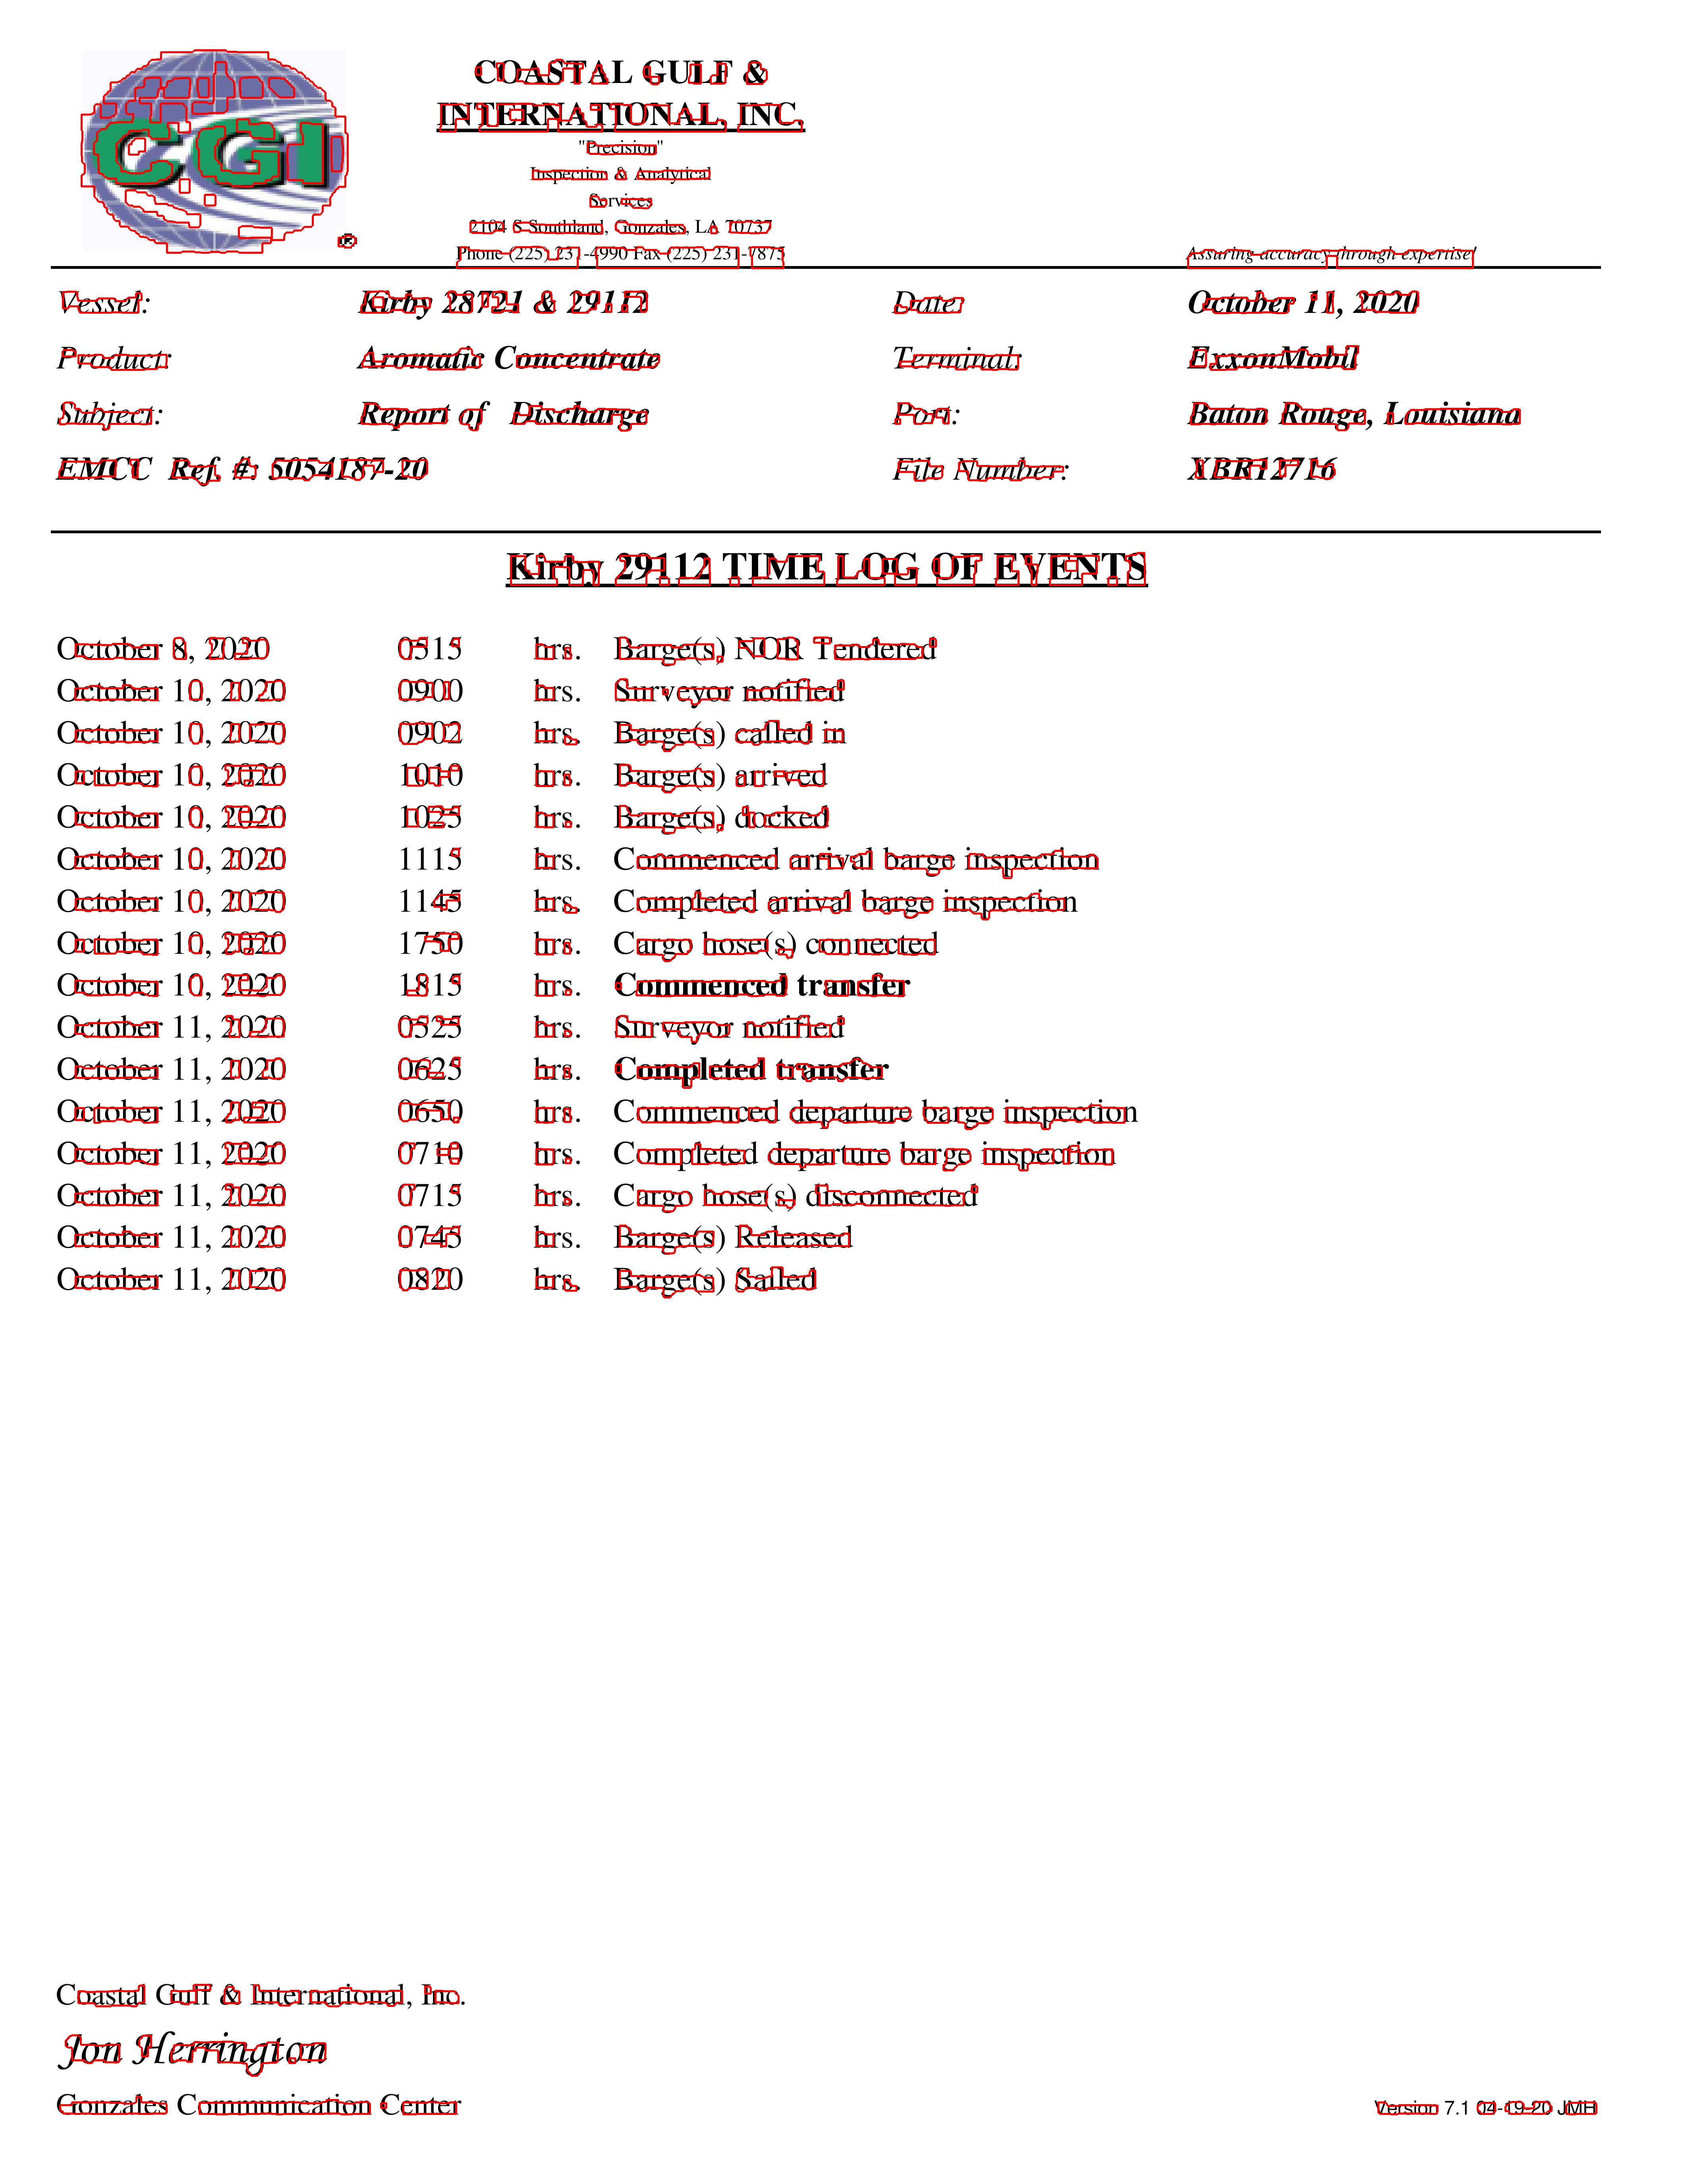 CGI
®
COASTAL GULF &
INTERNATIONAL, INC.
"Precision"
Inspection & Analytical
Services
2104 S Southland, Gonzales, LA 70737
Phone (225) 231-4990 Fax (225) 231-7875
Assuring accuracy through expertise!
Vessel: Kirby 28721 & 29112 Date: October 11, 2020
Product: Aromatic Concentrate Terminal: ExxonMobil
Subject: Report of Discharge Port: Baton Rouge, Louisiana
EMCC Ref. #: 5054187-20 File Number: XBR12716
Kirby 29112 TIME LOG OF EVENTS
October 8, 2020 0515 hrs. Barge(s) NOR Tendered
October 10, 2020 0900 hrs. Surveyor notified
October 10, 2020 0902 hrs. Barge(s) called in
October 10, 2020 1010 hrs. Barge(s) arrived
October 10, 2020 1025 hrs. Barge(s) docked
October 10, 2020 1115 hrs. Commenced arrival barge inspection
October 10, 2020 1145 hrs. Completed arrival barge inspection
October 10, 2020 1750 hrs. Cargo hose(s) connected
October 10, 2020 1815 hrs. Commenced transfer
October 11, 2020 0525 hrs. Surveyor notified
October 11, 2020 0625 hrs. Completed transfer
October 11, 2020 0650 hrs. Commenced departure barge inspection
October 11, 2020 0710 hrs. Completed departure barge inspection
October 11, 2020 0715 hrs. Cargo hose(s) disconnected
October 11, 2020 0745 hrs. Barge(s) Released
October 11, 2020 0820 hrs. Barge(s) Sailed
Coastal Gulf & International, Inc.
Jon Herrington
Gonzales Communication Center
Version 7.1 04-19-20 JMH